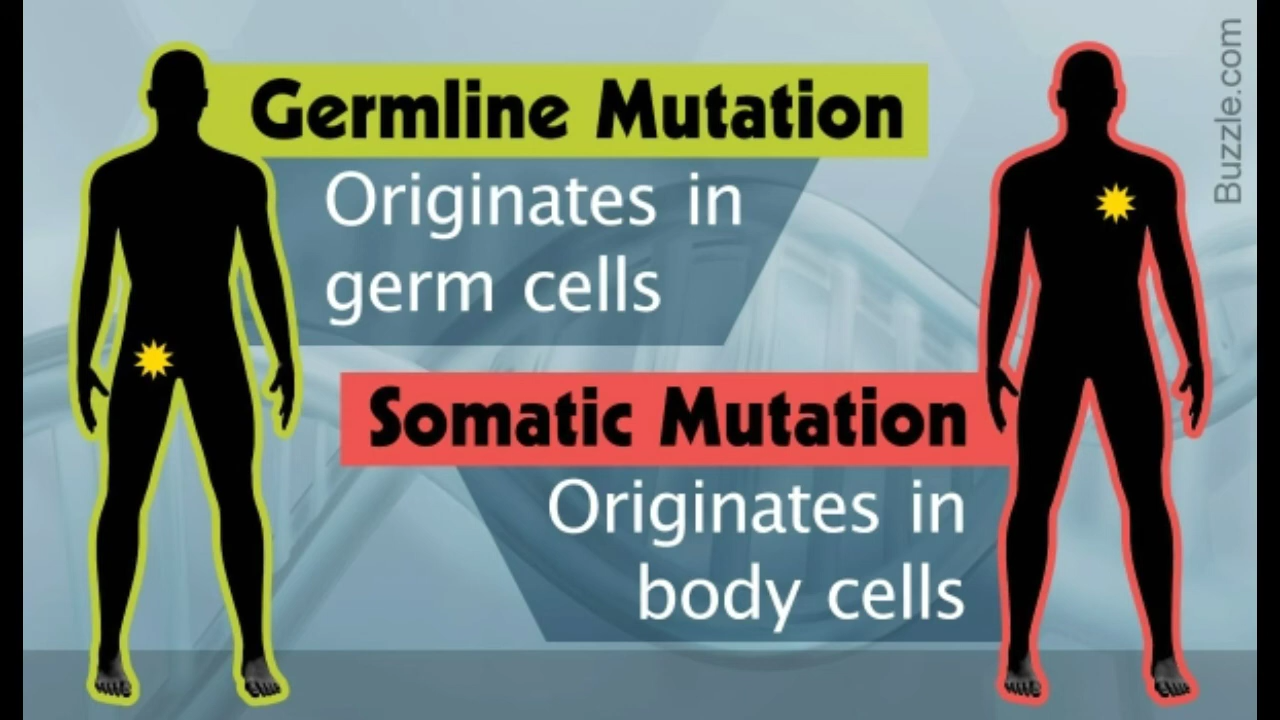 Germline Mutation
Originates in
germ cells
Somatic Mutation
Originates in
body cells
Buzzle.com